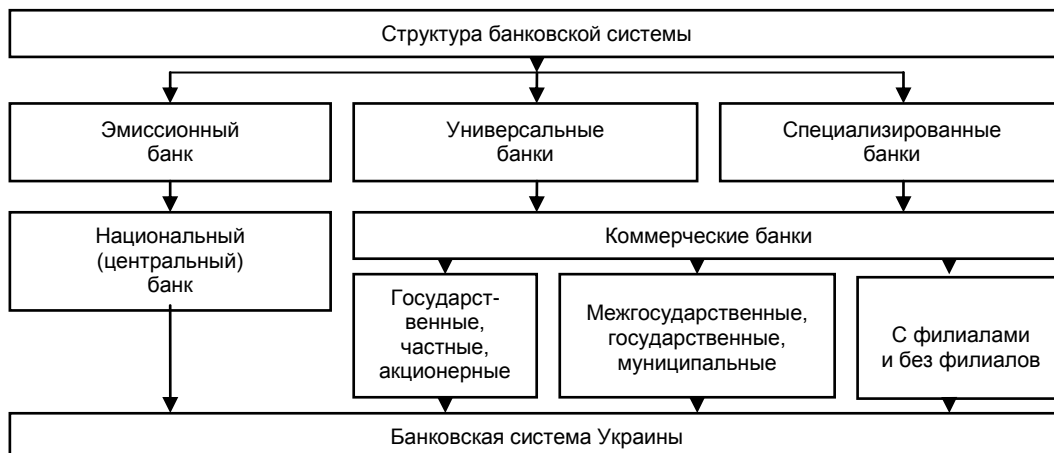 Структура банковской системы
Эмиссионный
банк
Универсальные
банки
Специализированные
банки
Национальный
(центральный)
банк
Коммерческие банки
Государст-
венные,
частные,
акционерные
Межгосударственные,
государственные,
муниципальные
С филиалами
и без филиалов
Банковская система Украины